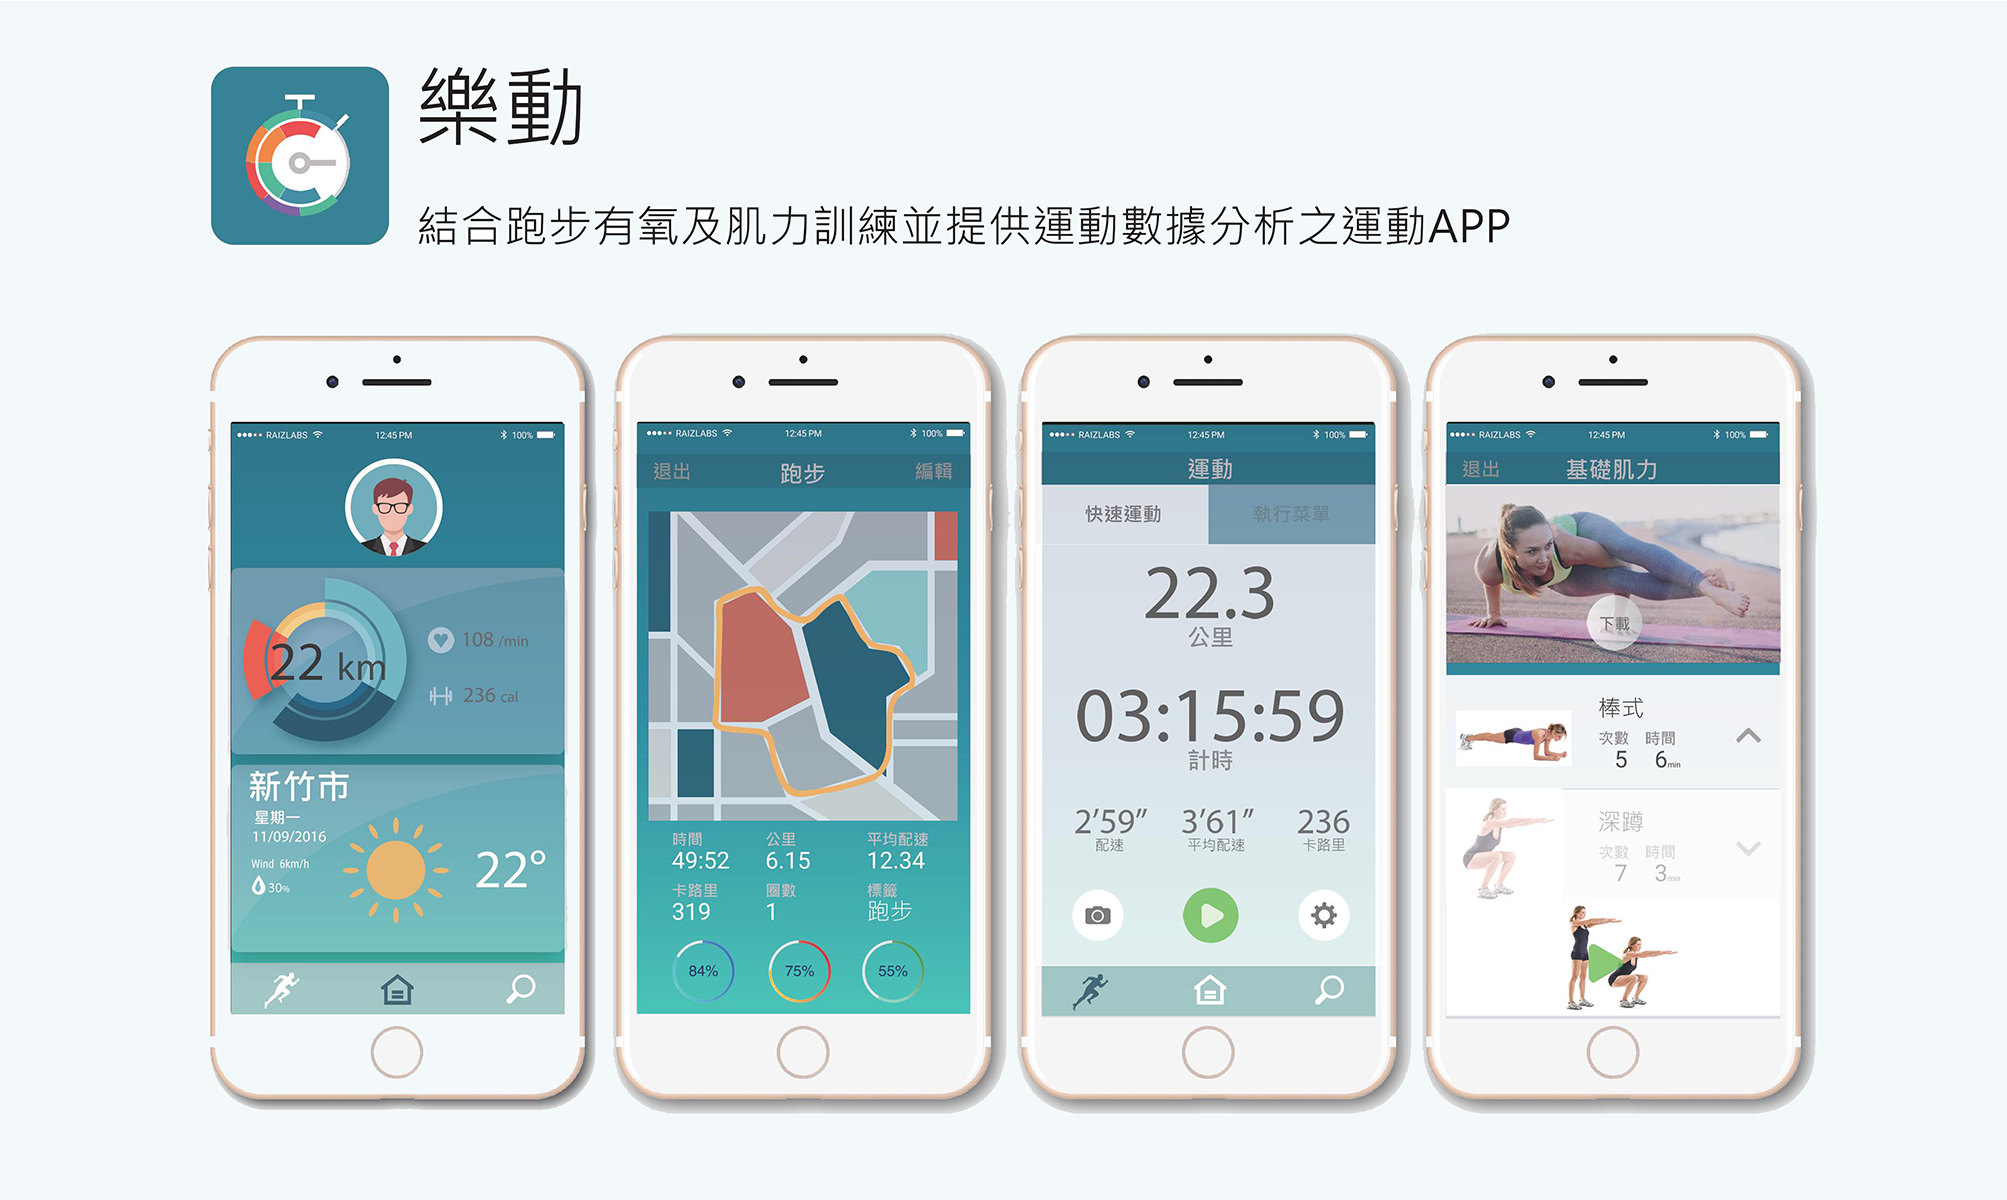 樂動
結合跑步有氧及肌力訓練並提供運動數據分析之運動APP
RAIZLABS 12:45 PM 100%
22 km
108 /min
236 cal
新竹市
星期一
11/09/2016
Wind 6km/h
30%
22°
RAIZLABS 12:45 PM 100%
退出 跑步 編輯
時間 公里 平均配速
49:52 6.15 12.34
卡路里 圈數 標籤
319 1 跑步
84% 75% 55%
RAIZLABS 12:45 PM 100%
運動
快速運動 執行菜單
22.3
公里
03:15:59
計時
2’59” 3’61” 236
配速 平均配速 卡路里
RAIZLABS 12:45 PM 100%
退出 基礎肌力
下載
棒式
次數 時間
5 6min
深蹲
次數 時間
7 3min